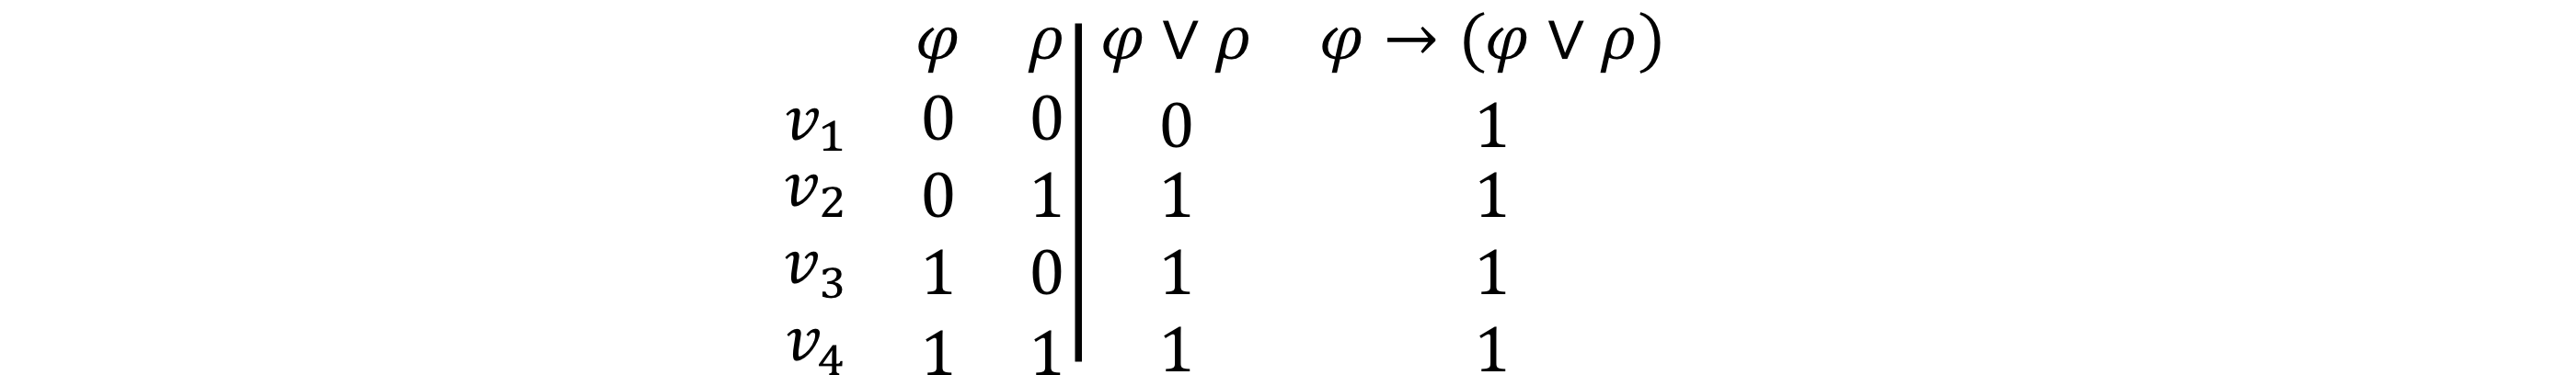 φ ρ φ ∨ ρ φ → (φ ∨ ρ)
v₁ 0 0 0 1
v₂ 0 1 1 1
v₃ 1 0 1 1
v₄ 1 1 1 1